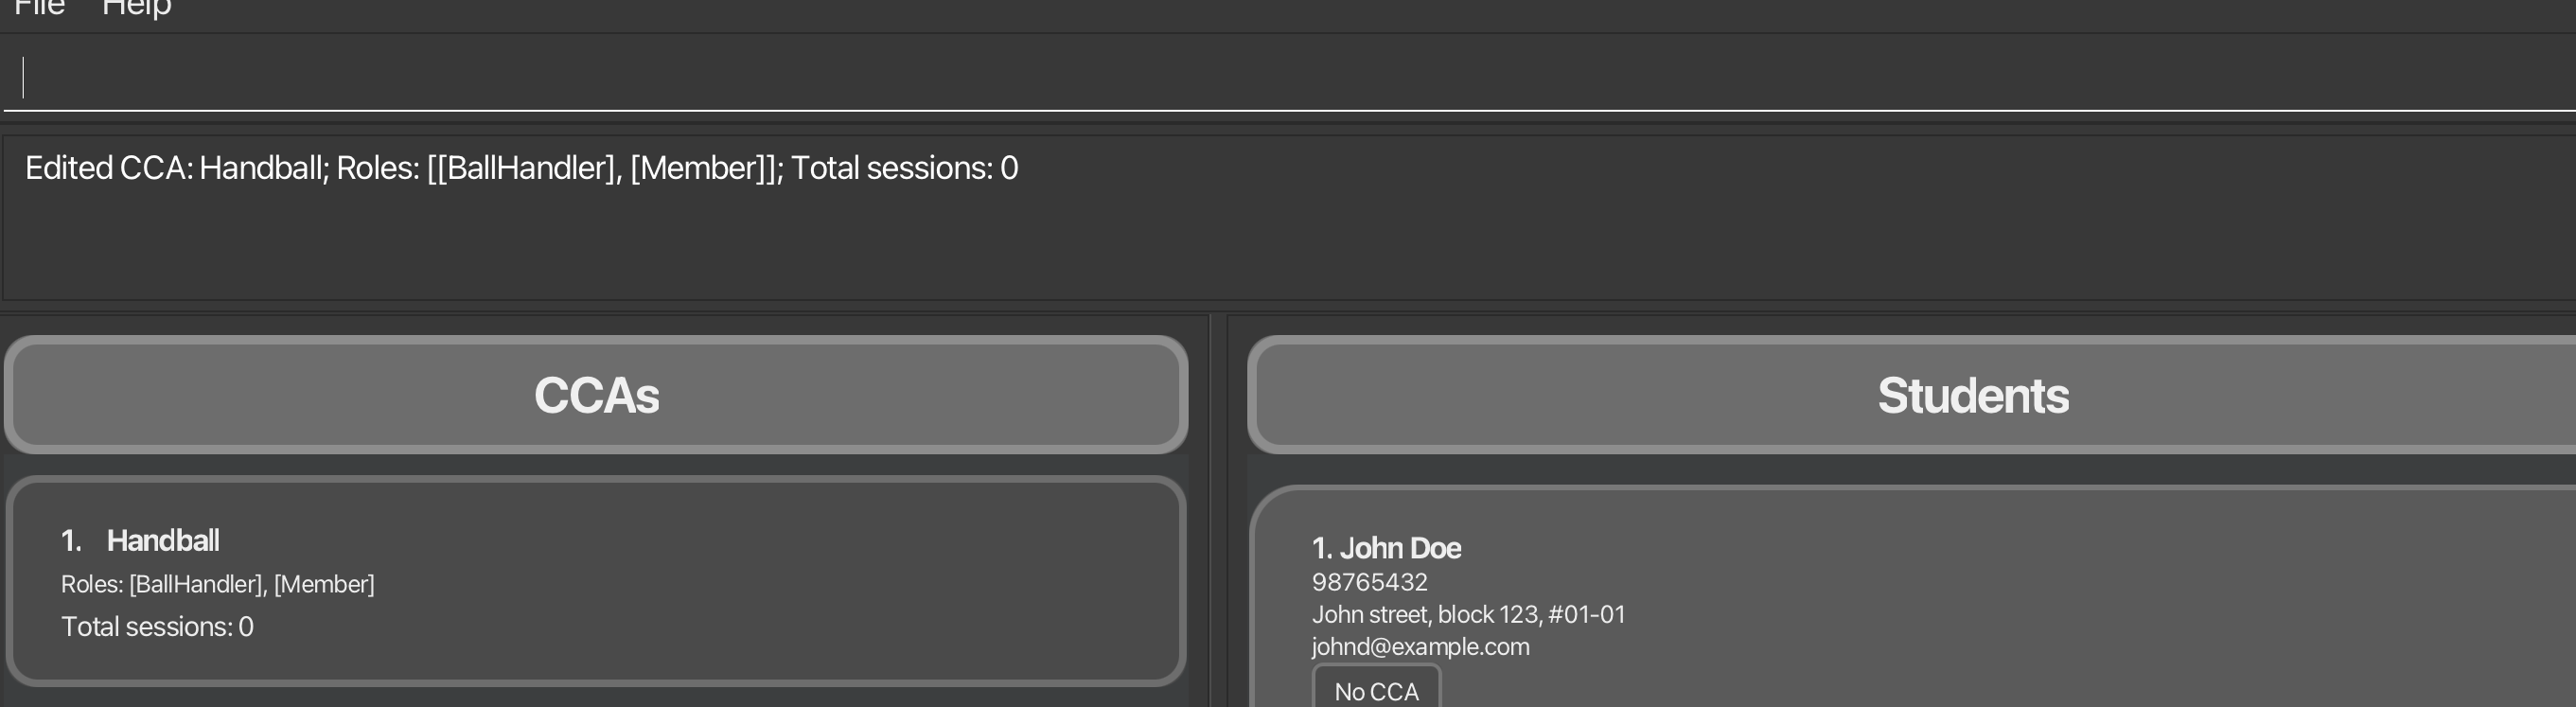 File Help
Edited CCA: Handball; Roles: [[BallHandler], [Member]]; Total sessions: 0
CCAs
1. Handball
Roles: [BallHandler], [Member]
Total sessions: 0
Students
1. John Doe
98765432
John street, block 123, #01-01
johnd@example.com
No CCA